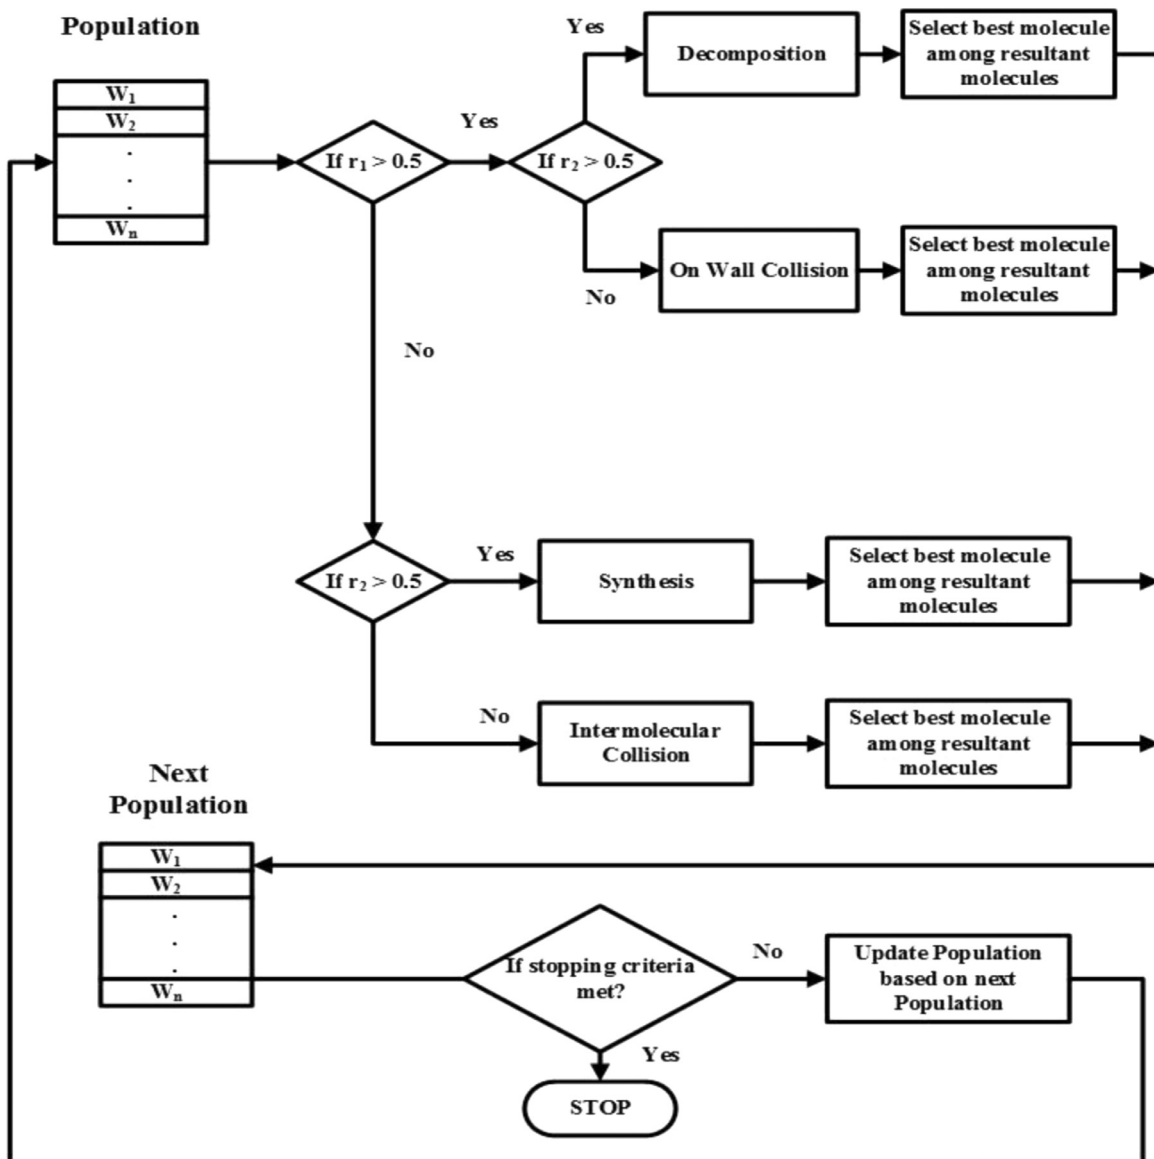 Population
W₁
W₂
.
.
.
Wₙ
If r₁ > 0.5
Yes
If r₂ > 0.5
Yes
Decomposition
Select best molecule
among resultant
molecules
No
On Wall Collision
Select best molecule
among resultant
molecules
No
If r₂ > 0.5
Yes
Synthesis
Select best molecule
among resultant
molecules
No
Intermolecular
Collision
Select best molecule
among resultant
molecules
Next
Population
W₁
W₂
.
.
.
Wₙ
If stopping criteria
met?
No
Update Population
based on next
Population
Yes
STOP